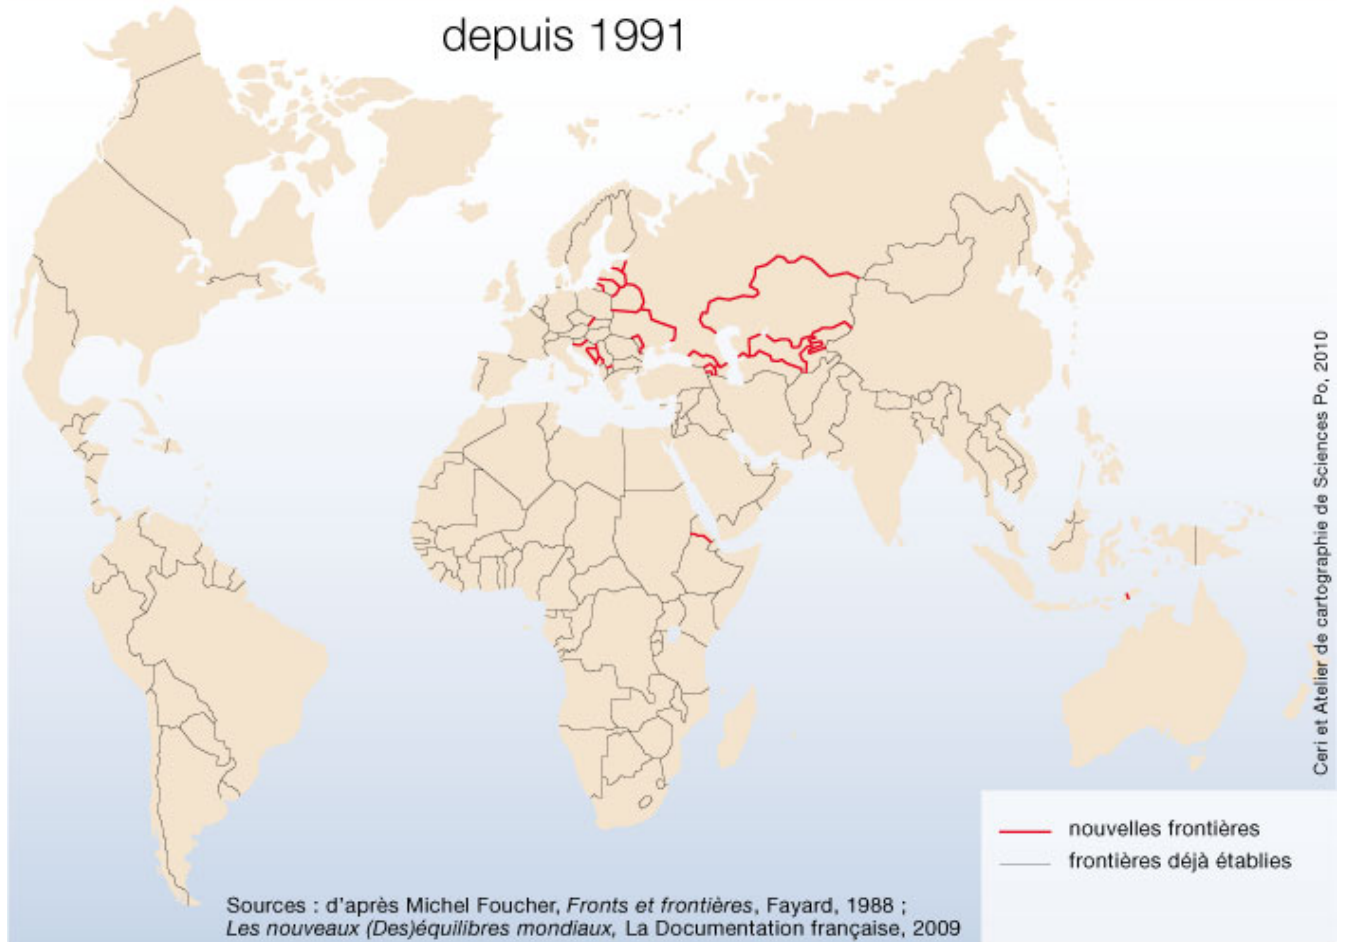 depuis 1991
Ceri et Atelier de cartographie de Sciences Po, 2010
nouvelles frontières
frontières déjà établies
Sources : d'après Michel Foucher, Fronts et frontières, Fayard, 1988 ;
Les nouveaux (Des)équilibres mondiaux, La Documentation française, 2009